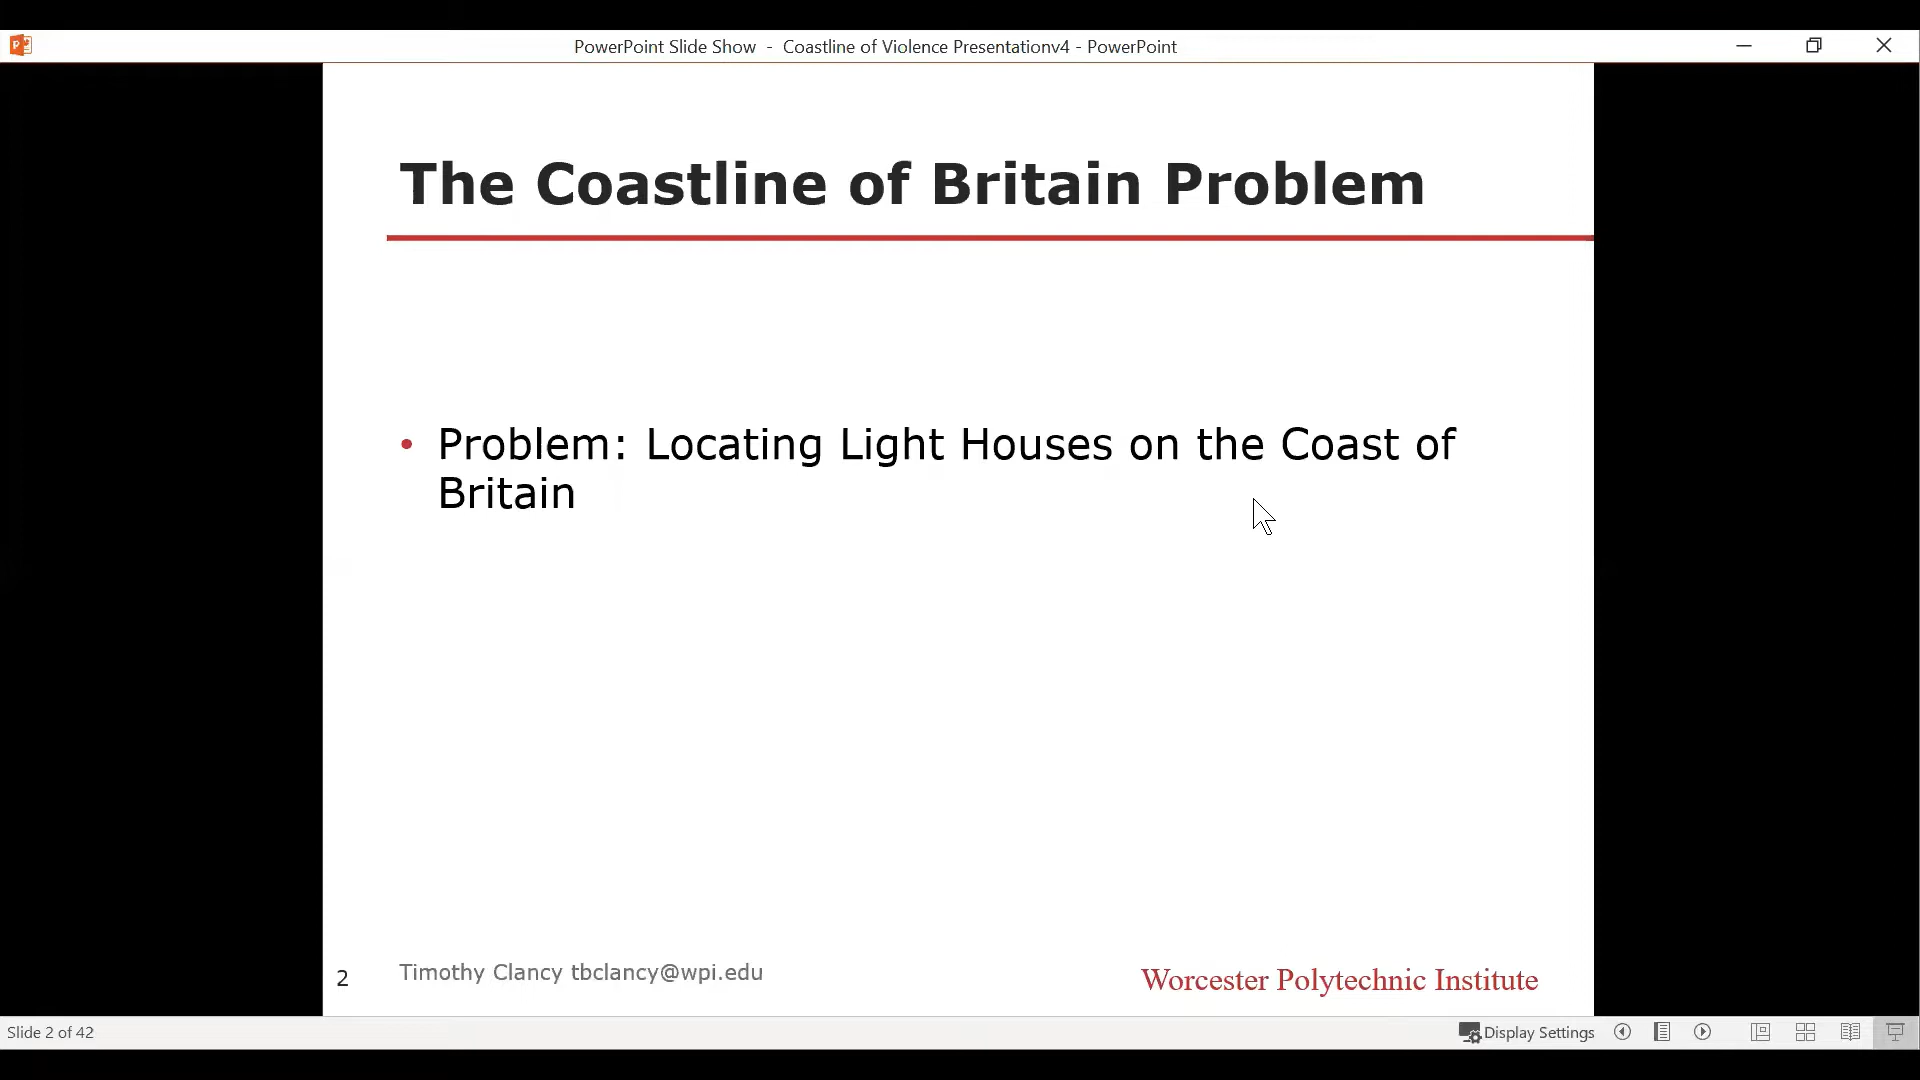 PowerPoint Slide Show - Coastline of Violence Presentationv4 - PowerPoint
The Coastline of Britain Problem
• Problem: Locating Light Houses on the Coast of
Britain
2
Timothy Clancy tbclancy@wpi.edu
Worcester Polytechnic Institute
Slide 2 of 42
Display Settings